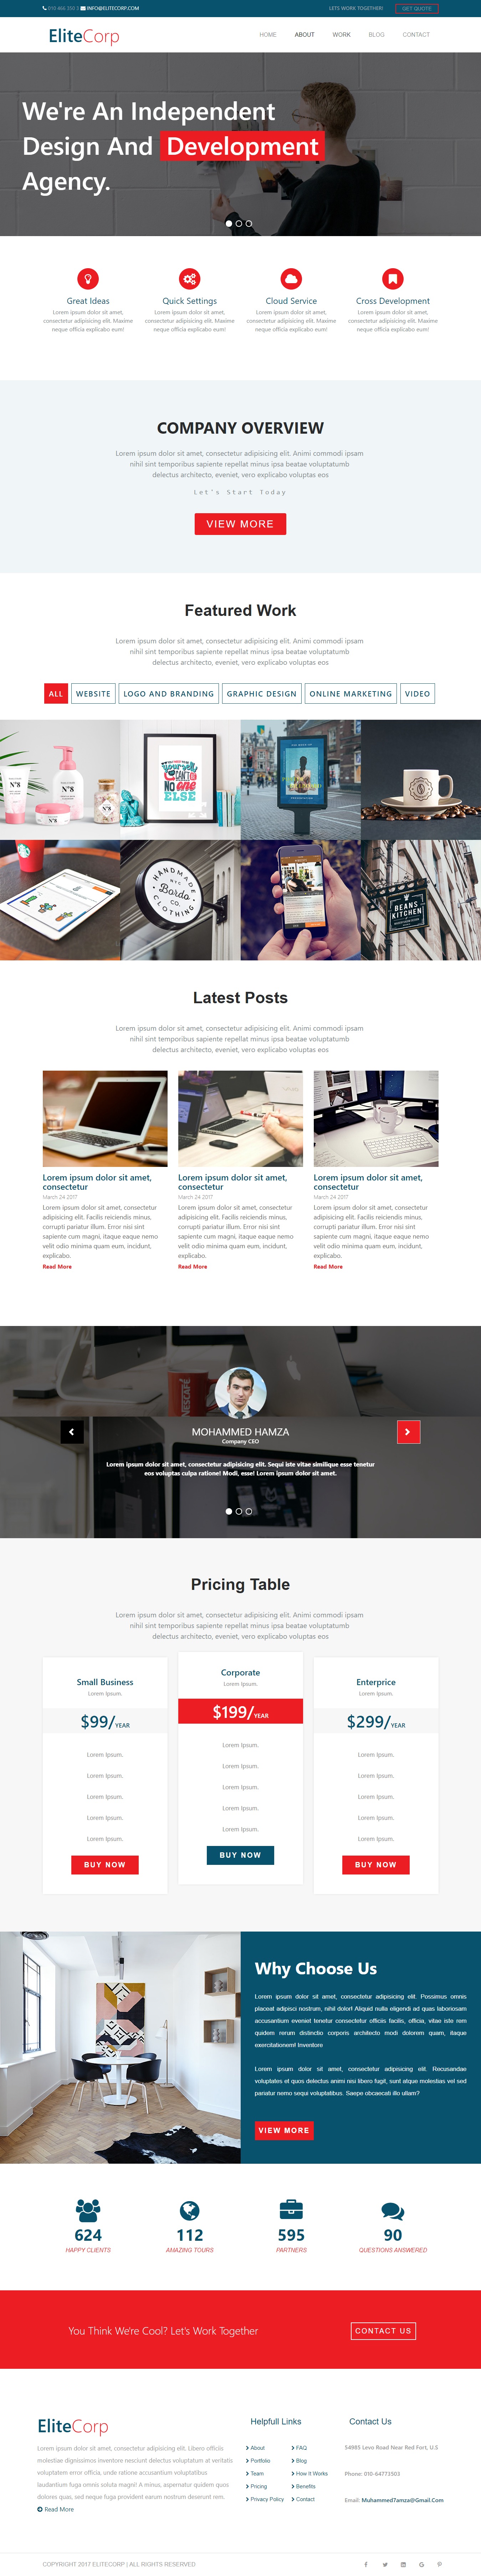 010 466 258 3 INFO@ELITECORP.COM
LETS WORK TOGETHER!
GET QUOTE
EliteCorp
HOME ABOUT WORK BLOG CONTACT
We're An Independent
Design And Development
Agency.
Great Ideas
Lorem ipsum dolor sit amet,
consectetur adipisicing elit. Maxime
neque officia explicabo eum!
Quick Settings
Lorem ipsum dolor sit amet,
consectetur adipisicing elit. Maxime
neque officia explicabo eum!
Cloud Service
Lorem ipsum dolor sit amet,
consectetur adipisicing elit. Maxime
neque officia explicabo eum!
Cross Development
Lorem ipsum dolor sit amet,
consectetur adipisicing elit. Maxime
neque officia explicabo eum!
COMPANY OVERVIEW
Lorem ipsum dolor sit amet, consectetur adipisicing elit. Animi commodi ipsam
nihil sint temporibus sapiente repellat minus ipsa beatae voluptatumb
delectus architecto, eveniet, vero explicabo voluptas eos
Let's Start Today
VIEW MORE
Featured Work
Lorem ipsum dolor sit amet, consectetur adipisicing elit. Animi commodi ipsam
nihil sint temporibus sapiente repellat minus ipsa beatae voluptatumb
delectus architecto, eveniet, vero explicabo voluptas eos
ALL WEBSITE LOGO AND BRANDING GRAPHIC DESIGN ONLINE MARKETING VIDEO
N°8
N°8
N°8
yourself
CAN'T
NO ONE
ELSE
HANDMADE
NYC
Bordo
CO.
CLOTHING
BEANS
KITCHEN
Latest Posts
Lorem ipsum dolor sit amet, consectetur adipisicing elit. Animi commodi ipsam
nihil sint temporibus sapiente repellat minus ipsa beatae voluptatumb
delectus architecto, eveniet, vero explicabo voluptas eos
Lorem ipsum dolor sit amet,
consectetur
March 24 2017
Lorem ipsum dolor sit amet, consectetur
adipisicing elit. Facilis reiciendis minus,
corrupti pariatur illum. Error nisi sint
sapiente cum magni, itaque eaque nemo
velit odio minima quam eum, incidunt,
explicabo.
Read More
Lorem ipsum dolor sit amet,
consectetur
March 24 2017
Lorem ipsum dolor sit amet, consectetur
adipisicing elit. Facilis reiciendis minus,
corrupti pariatur illum. Error nisi sint
sapiente cum magni, itaque eaque nemo
velit odio minima quam eum, incidunt,
explicabo.
Read More
Lorem ipsum dolor sit amet,
consectetur
March 24 2017
Lorem ipsum dolor sit amet, consectetur
adipisicing elit. Facilis reiciendis minus,
corrupti pariatur illum. Error nisi sint
sapiente cum magni, itaque eaque nemo
velit odio minima quam eum, incidunt,
explicabo.
Read More
NESCAFÉ
MOHAMMED HAMZA
Company CEO
Lorem ipsum dolor sit amet, consectetur adipisicing elit. Sequi iste vitae similique esse tenetur
eos voluptas culpa ratione! Modi, esse! Lorem ipsum dolor sit amet.
Pricing Table
Lorem ipsum dolor sit amet, consectetur adipisicing elit. Animi commodi ipsam
nihil sint temporibus sapiente repellat minus ipsa beatae voluptatumb
delectus architecto, eveniet, vero explicabo voluptas eos
Small Business
Lorem Ipsum.
$99/YEAR
Lorem Ipsum.
Lorem Ipsum.
Lorem Ipsum.
Lorem Ipsum.
Lorem Ipsum.
BUY NOW
Corporate
Lorem Ipsum.
$199/YEAR
Lorem Ipsum.
Lorem Ipsum.
Lorem Ipsum.
Lorem Ipsum.
Lorem Ipsum.
BUY NOW
Enterprice
Lorem Ipsum.
$299/YEAR
Lorem Ipsum.
Lorem Ipsum.
Lorem Ipsum.
Lorem Ipsum.
Lorem Ipsum.
BUY NOW
Why Choose Us
Lorem ipsum dolor sit amet, consectetur adipisicing elit. Possimus omnis
placeat adipisci nostrum, nihil dolor! Aliquid nulla eligendi ad quas laboriosam
accusantium eveniet tenetur consectetur officiis facilis, officia, vitae iste rem
quidem rerum distinctio corporis architecto modi dolorem quam, itaque
exercitationem! Inventore
Lorem ipsum dolor sit amet, consectetur adipisicing elit. Recusandae
voluptates et quos delectus animi nisi libero fugit, sunt atque molestias vel sed
pariatur nemo sequi voluptatibus. Saepe obcaecati illo ullam?
VIEW MORE
624
HAPPY CLIENTS
112
AMAZING TOURS
595
PARTNERS
90
QUESTIONS ANSWERED
You Think We're Cool? Let's Work Together
CONTACT US
EliteCorp
Lorem ipsum dolor sit amet, consectetur adipisicing elit. Libero officiis
molestiae dignissimos inventore nesciunt delectus voluptatum at veritatis
voluptatem error officiis, unde ratione accusantium voluptatibus
laudantium fuga omnis soluta magni! A minus, aspernatur quidem quos
dolores quas, sed neque fuga provident earum nostrum deserunt rem.
Read More
Helpfull Links
About
Portfolio
Team
Pricing
Privacy Policy
FAQ
Blog
How It Works
Benefits
Contact
Contact Us
54985 Levo Road Near Red Fort, U.S
Phone: 010-64773503
Email: Muhammed7amza@Gmail.Com
COPYRIGHT 2017 ELITECORP | ALL RIGHTS RESERVED